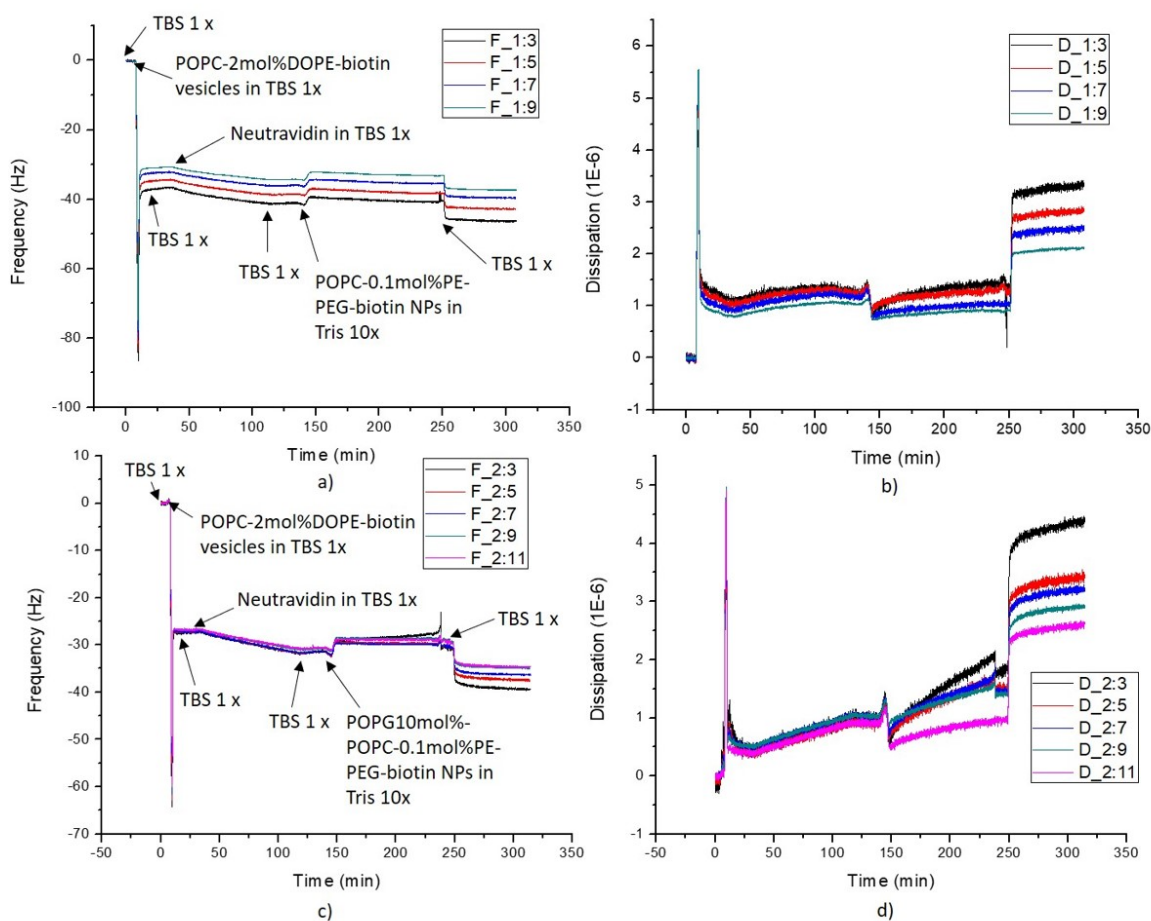 TBS 1 x
POPC-2mol%DOPE-biotin
vesicles in TBS 1x
Neutravidin in TBS 1x
TBS 1 x
TBS 1 x
POPC-0.1mol%PE-
PEG-biotin NPs in
Tris 10x
TBS 1 x
F_1:3
F_1:5
F_1:7
F_1:9
Frequency (Hz)
0
-20
-40
-60
-80
-100
0 50 100 150 200 250 300 350
Time (min)
a)
D_1:3
D_1:5
D_1:7
D_1:9
Dissipation (1E-6)
6
5
4
3
2
1
0
-1
0 50 100 150 200 250 300 350
Time (min)
b)
TBS 1 x
POPC-2mol%DOPE-biotin
vesicles in TBS 1x
Neutravidin in TBS 1x
TBS 1 x
TBS 1 x
TBS 1 x
POPG10mol%-
POPC-0.1mol%PE-
PEG-biotin NPs in
Tris 10x
F_2:3
F_2:5
F_2:7
F_2:9
F_2:11
Frequency (Hz)
10
0
-10
-20
-30
-40
-50
-60
-70
-50 0 50 100 150 200 250 300 350
Time (min)
c)
D_2:3
D_2:5
D_2:7
D_2:9
D_2:11
Dissipation (1E-6)
5
4
3
2
1
0
-1
-50 0 50 100 150 200 250 300 350
Time (min)
d)